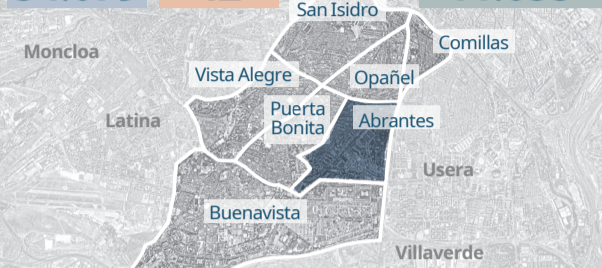 San Isidro
Comillas
Moncloa
Vista Alegre
Opañel
Latina
Puerta
Bonita
Abrantes
Usera
Buenavista
Villaverde